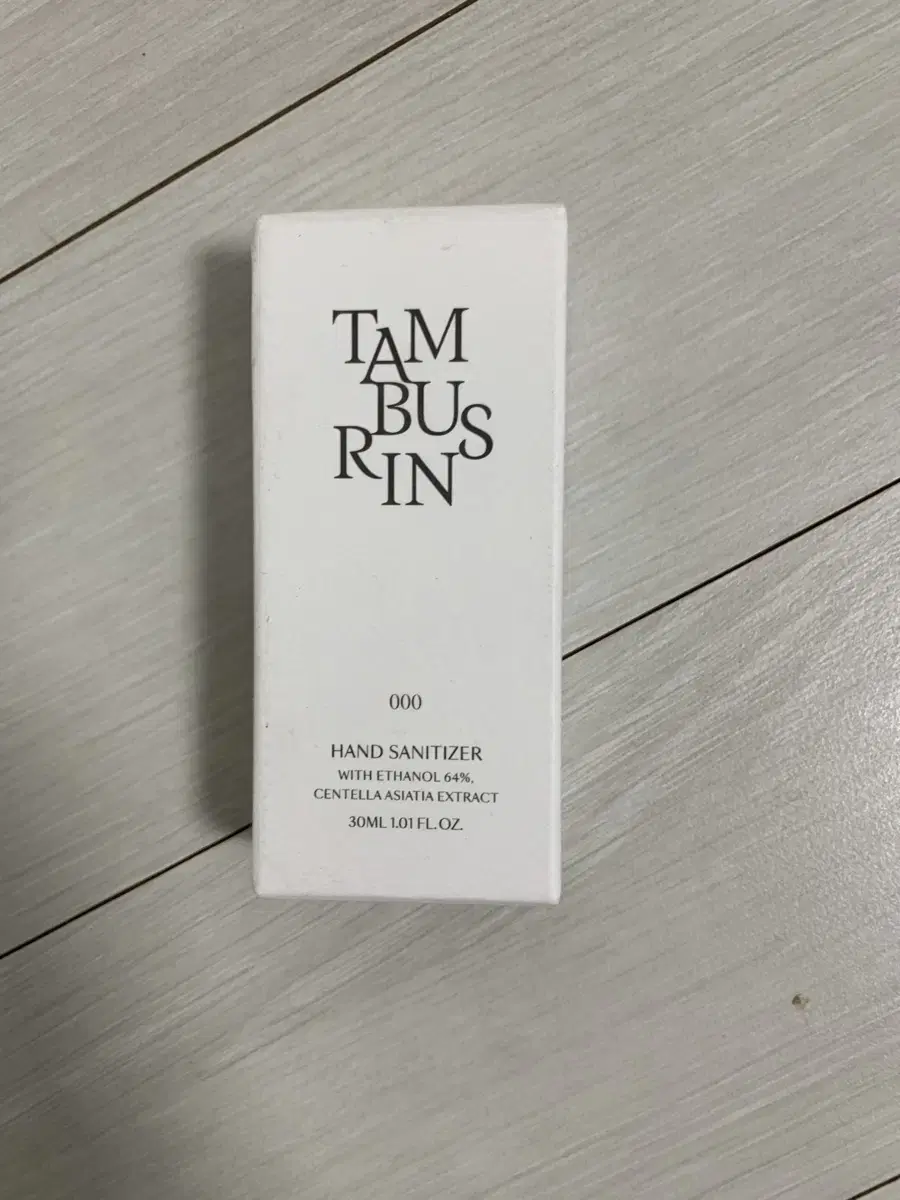 TAM
BUS
RIN
000
HAND SANITIZER
WITH ETHANOL 64%,
CENTELLA ASIATIA EXTRACT
30ML 1.01 FL.OZ.